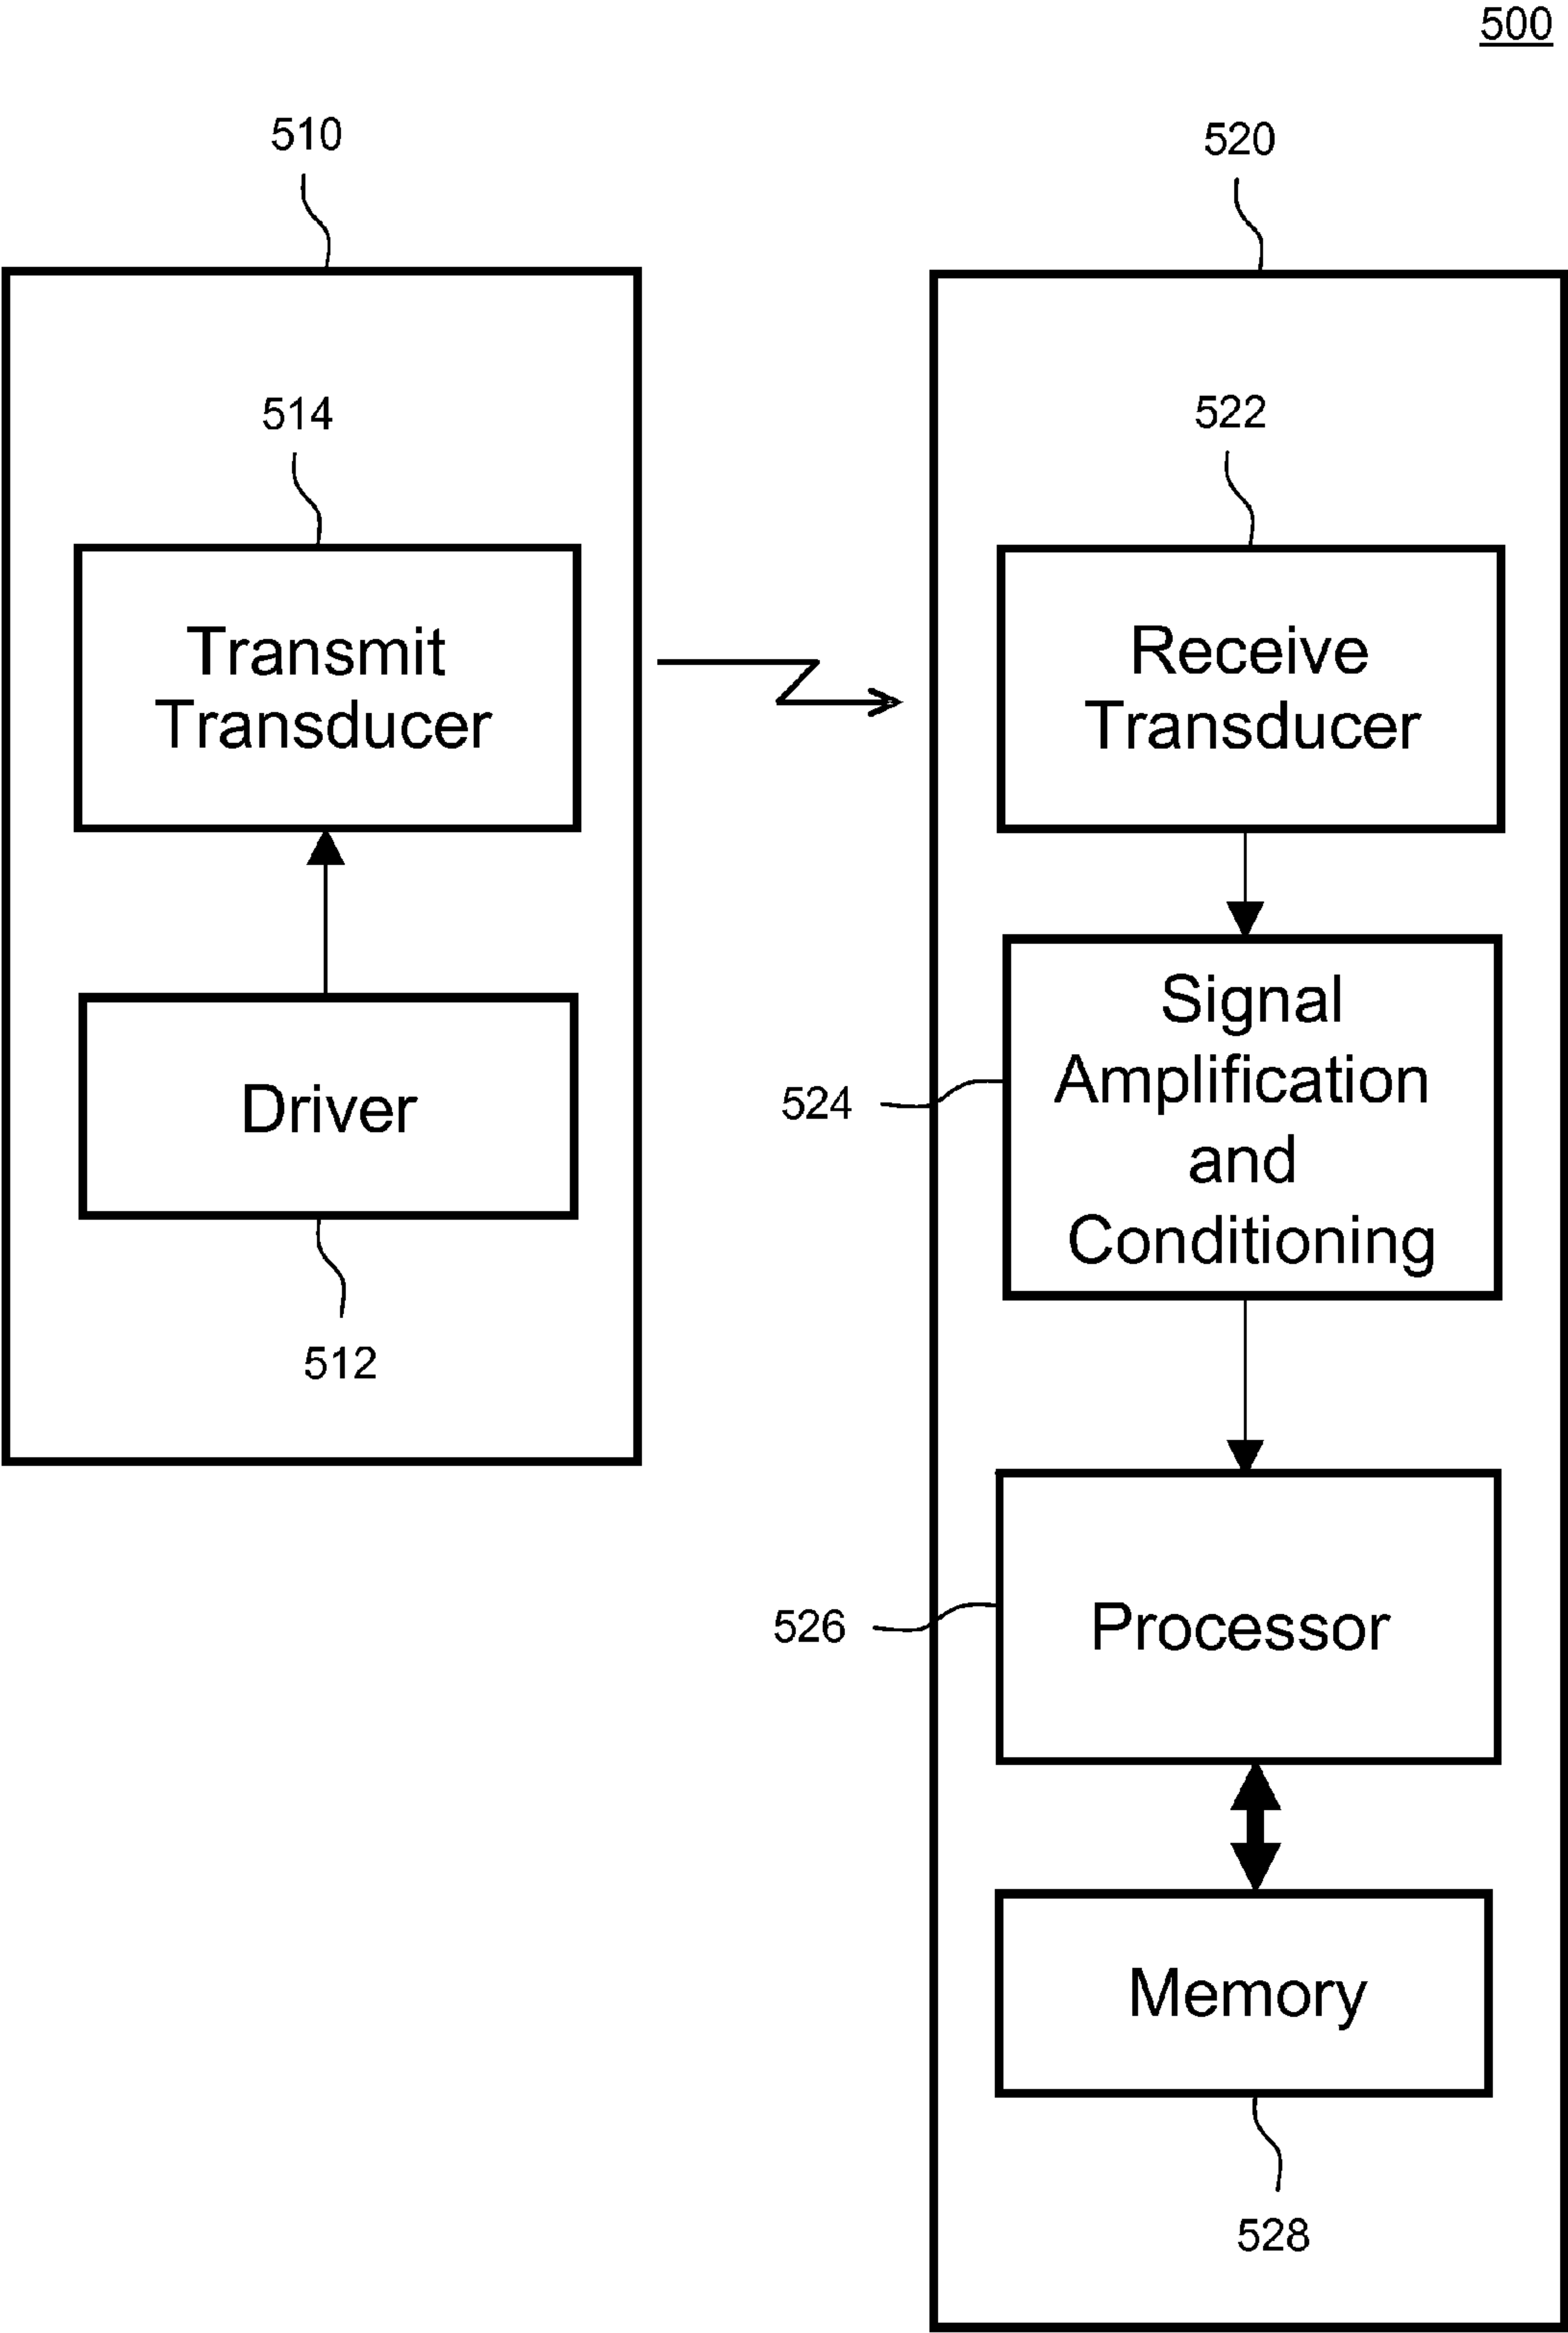 500
510
520
514
522
Transmit
Transducer
Receive
Transducer
Driver
Signal
Amplification
and
Conditioning
524
512
526
Processor
Memory
528